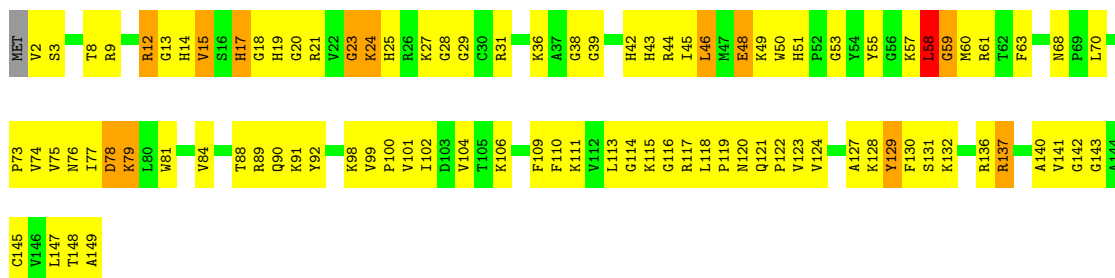 MET V2 S3 T8 R9 R12 G13 H14 V15 S16 H17 G18 H19 G20 R21 V22 G23 K24 H25 R26 K27 G28 G29 C30 R31 K36 A37 G38 G39 H42 H43 R44 I45 L46 M47 E48 K49 W50 H51 P52 G53 Y54 Y55 G56 K57 L58 G59 M60 R61 T62 F63 N68 P69 L70
P73 V74 V75 N76 I77 D78 K79 L80 W81 V84 T88 R89 Q90 K91 Y92 K98 V99 P100 V101 I102 D103 V104 T105 K106 F109 F110 K111 V112 L113 G114 K115 G116 R117 L118 P119 N120 Q121 P122 V123 V124 A127 K128 Y129 F130 S131 K132 R136 R137 A140 V141 G142 G143 A144
C145 V146 L147 T148 A149